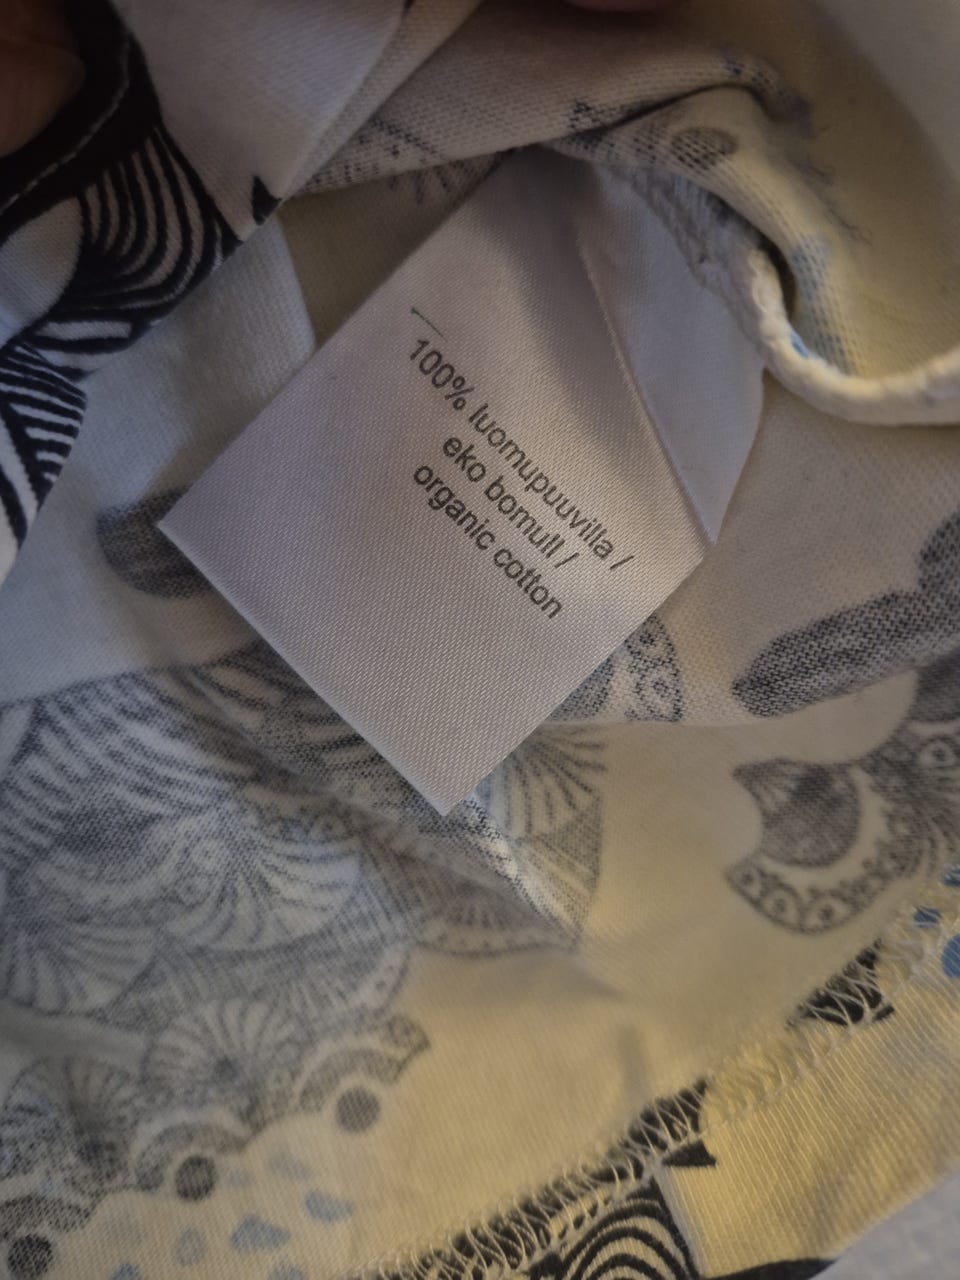 100% luomupuuvilla /
eko bomull /
organic cotton